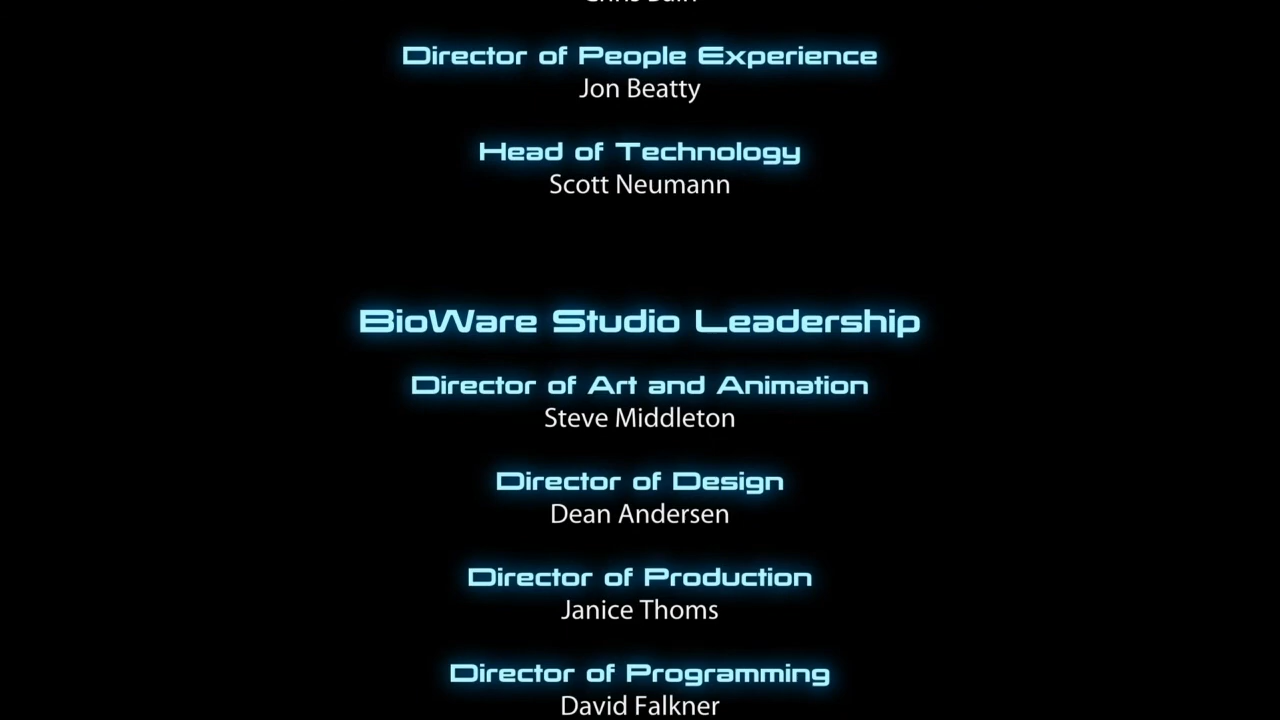 Director of People Experience
Jon Beatty
Head of Technology
Scott Neumann
BioWare Studio Leadership
Director of Art and Animation
Steve Middleton
Director of Design
Dean Andersen
Director of Production
Janice Thoms
Director of Programming
David Falkner